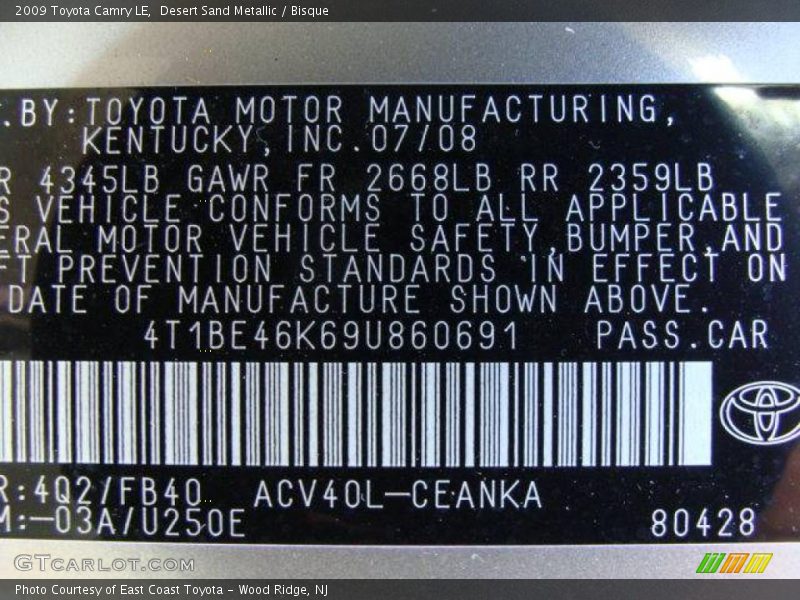 2009 Toyota Camry LE, Desert Sand Metallic / Bisque
.BY:TOYOTA MOTOR MANUFACTURING,
KENTUCKY,INC.07/08
R 4345LB GAWR FR 2668LB RR 2359LB
S VEHICLE CONFORMS TO ALL APPLICABLE
ERAL MOTOR VEHICLE SAFETY,BUMPER,AND
FT PREVENTION STANDARDS IN EFFECT ON
DATE OF MANUFACTURE SHOWN ABOVE.
4T1BE46K69U860691 PASS.CAR
R:4Q2/FB40 ACV40L-CEANKA
M:-03A/U250E
80428
GTCARLOT.COM
Photo Courtesy of East Coast Toyota - Wood Ridge, NJ